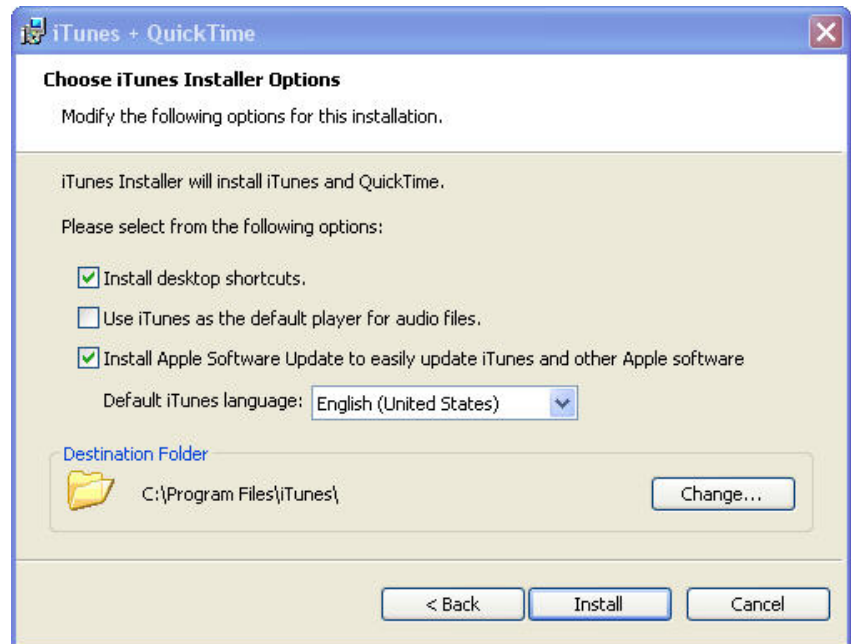 iTunes + QuickTime
Choose iTunes Installer Options
Modify the following options for this installation.
iTunes Installer will install iTunes and QuickTime.
Please select from the following options:
Install desktop shortcuts.
Use iTunes as the default player for audio files.
Install Apple Software Update to easily update iTunes and other Apple software
Default iTunes language: English (United States)
Destination Folder
C:\Program Files\iTunes\ Change...
< Back Install Cancel